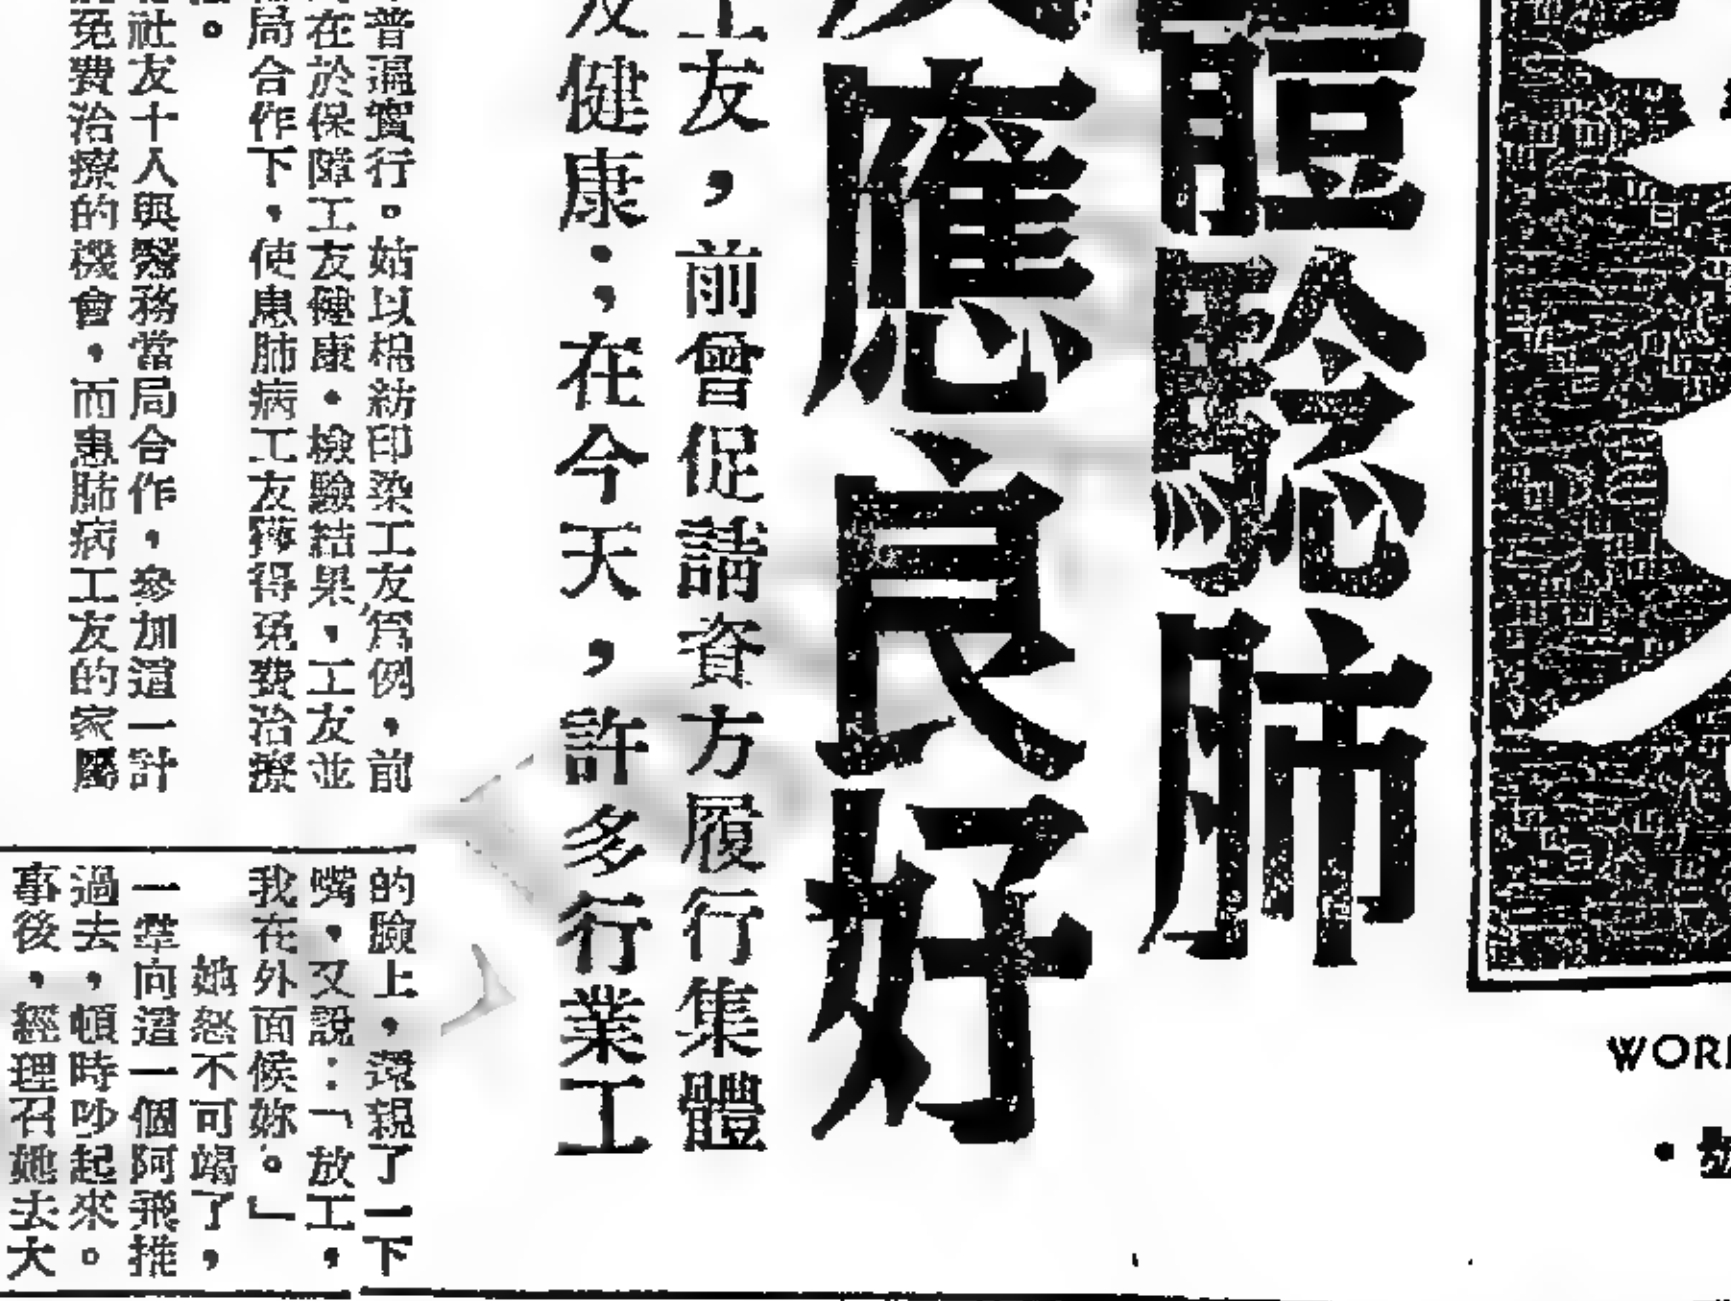 體驗肺
應良好
友，前曾促請資方履行集體
及健康；在今天，許多行業工
普遍實行。姑以棉紡印染工友爲例，前
在於保障工友健康。檢驗結果，工友並
局合作下，使患肺病工友獲得免費治療
。
社友十人與醫務當局合作，參加這一計
免費治療的機會，而患肺病工友的家屬
的臉上，還親了一下
嘴，又說：「放工，
我在外面候妳。」
她怒不可竭了，
一羣向這一個阿飛推
過去，頓時吵起來。
事後，經理召她去大
WOR